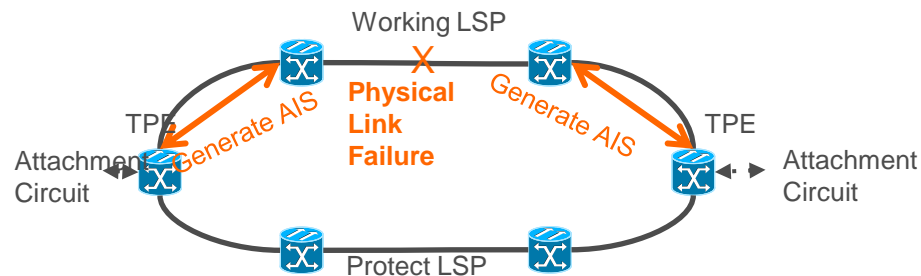 Working LSP
X
Physical
Link
Failure
Generate AIS
Generate AIS
TPE
TPE
Attachment
Circuit
Attachment
Circuit
Protect LSP